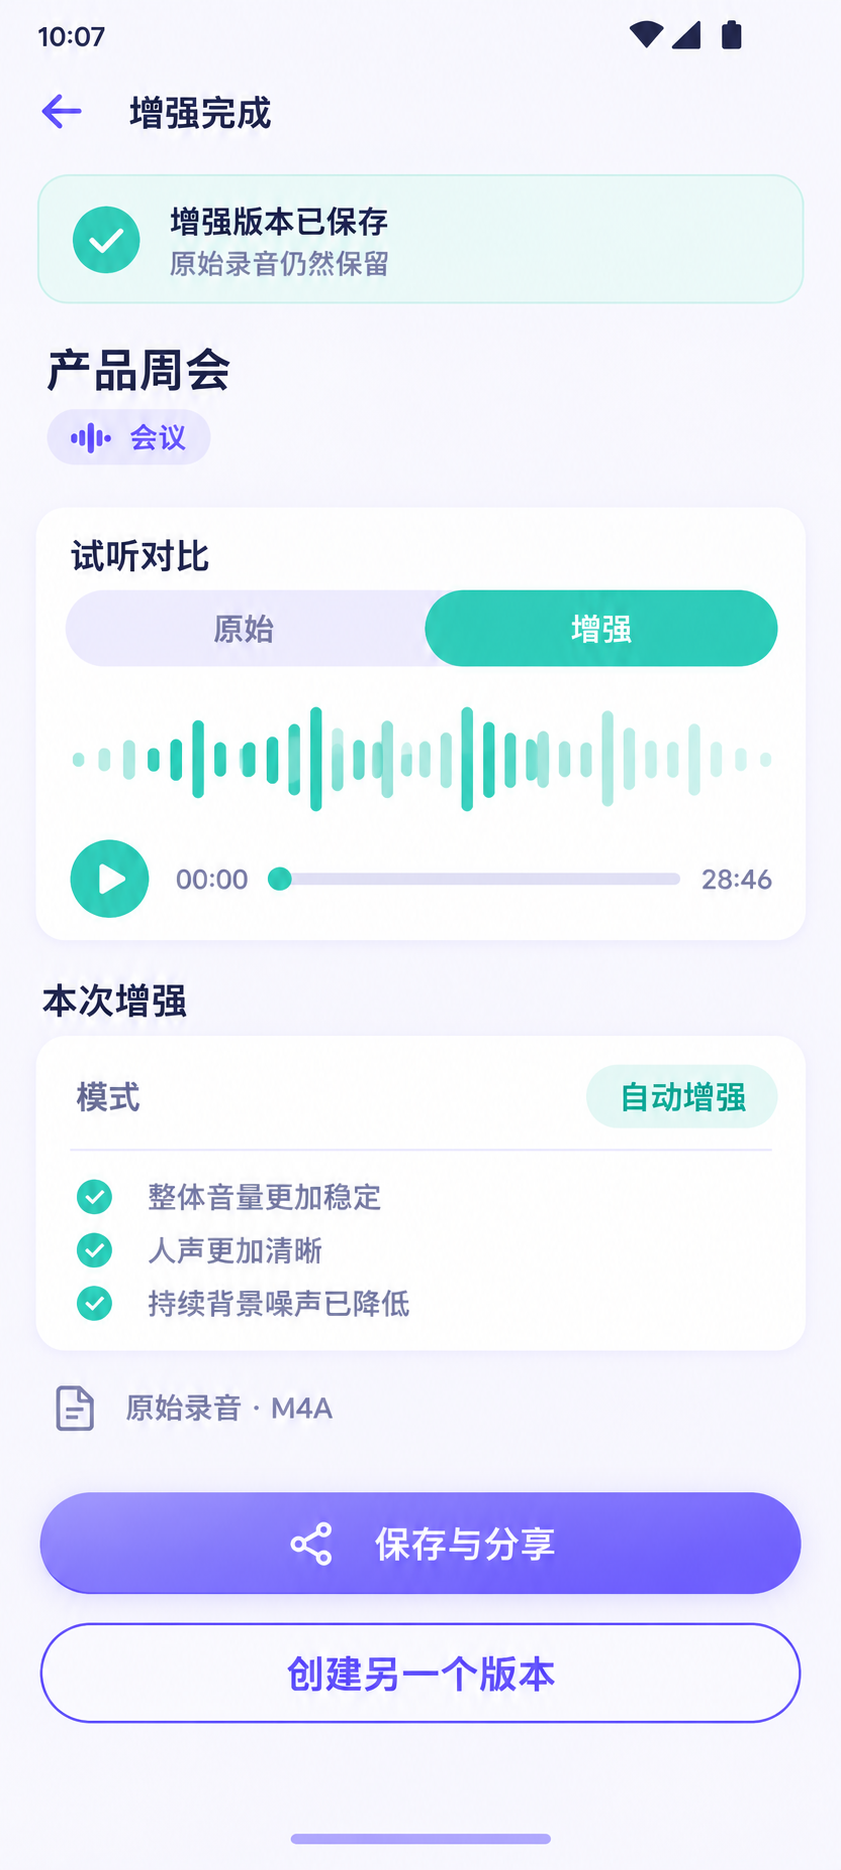 10:07
增强完成
增强版本已保存
原始录音仍然保留
产品周会
会议
试听对比
原始
增强
00:00
28:46
本次增强
模式
自动增强
整体音量更加稳定
人声更加清晰
持续背景噪声已降低
原始录音 · M4A
保存与分享
创建另一个版本